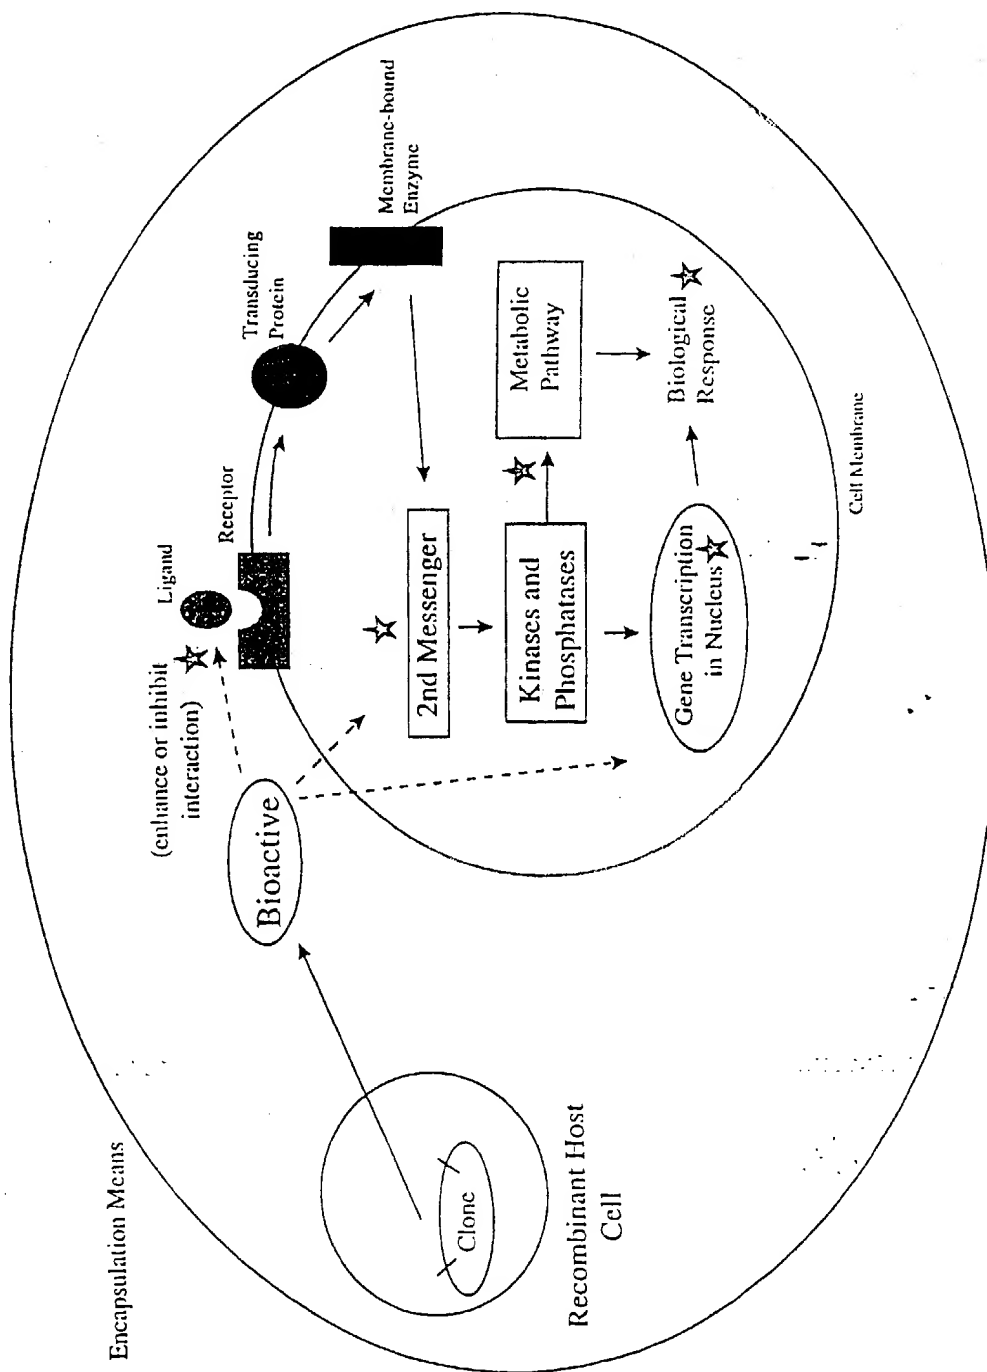 Encapsulation Means
(enhance or inhibit
interaction)
Ligand
Receptor
Transducing
Protein
Membrane-bound
Enzyme
Bioactive
2nd Messenger
Kinases and
Phosphatases
Metabolic
Pathway
Gene Transcription
in Nucleus
Biological
Response
Cell Membrane
Clone
Recombinant Host
Cell